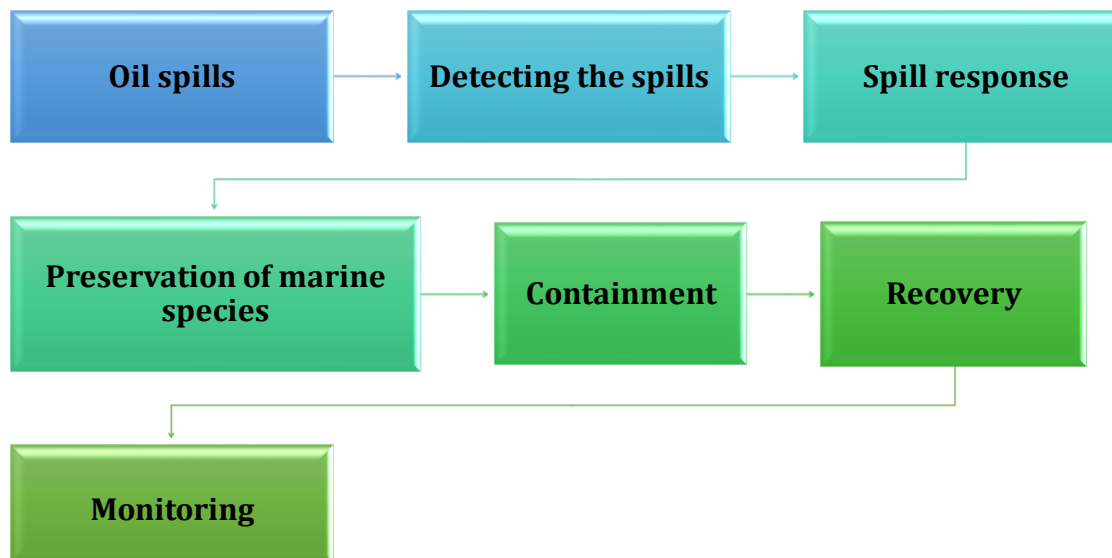 Oil spills
Detecting the spills
Spill response
Preservation of marine
species
Containment
Recovery
Monitoring